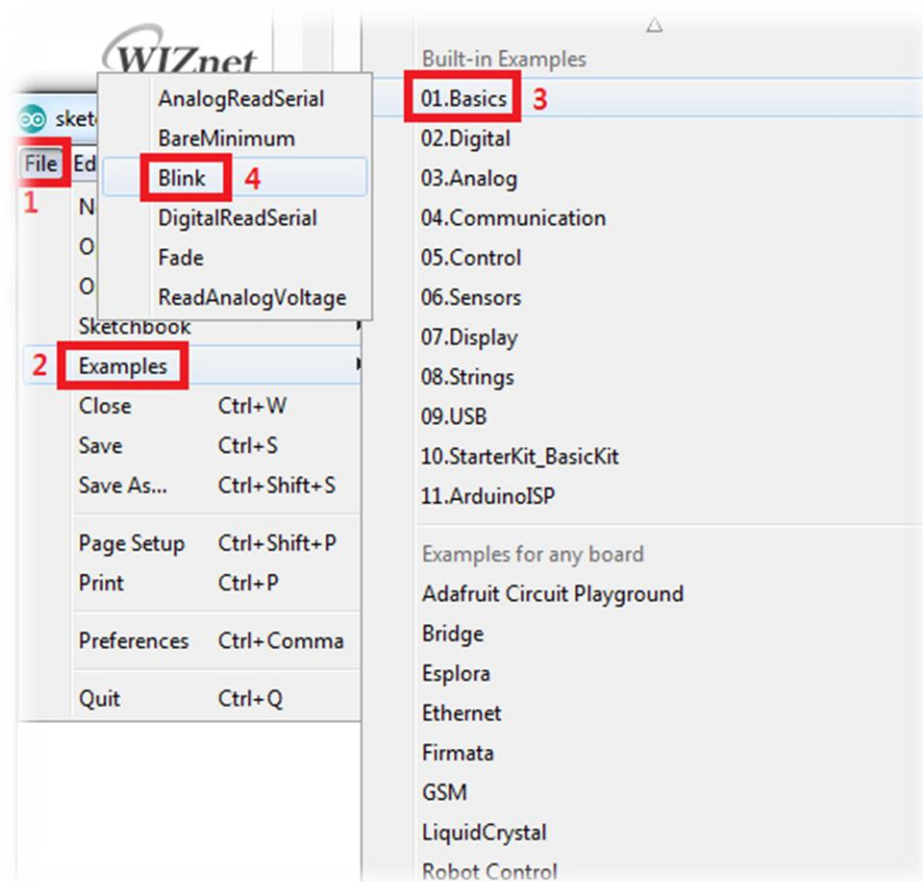 WIZnet
sket
File Ed
1
N
O
O
Sketchbook
2 Examples
Close Ctrl+W
Save Ctrl+S
Save As... Ctrl+Shift+S
Page Setup Ctrl+Shift+P
Print Ctrl+P
Preferences Ctrl+Comma
Quit Ctrl+Q
AnalogReadSerial
BareMinimum
Blink 4
DigitalReadSerial
Fade
ReadAnalogVoltage
Built-in Examples
01.Basics 3
02.Digital
03.Analog
04.Communication
05.Control
06.Sensors
07.Display
08.Strings
09.USB
10.StarterKit_BasicKit
11.ArduinoISP
Examples for any board
Adafruit Circuit Playground
Bridge
Esplora
Ethernet
Firmata
GSM
LiquidCrystal
Robot Control